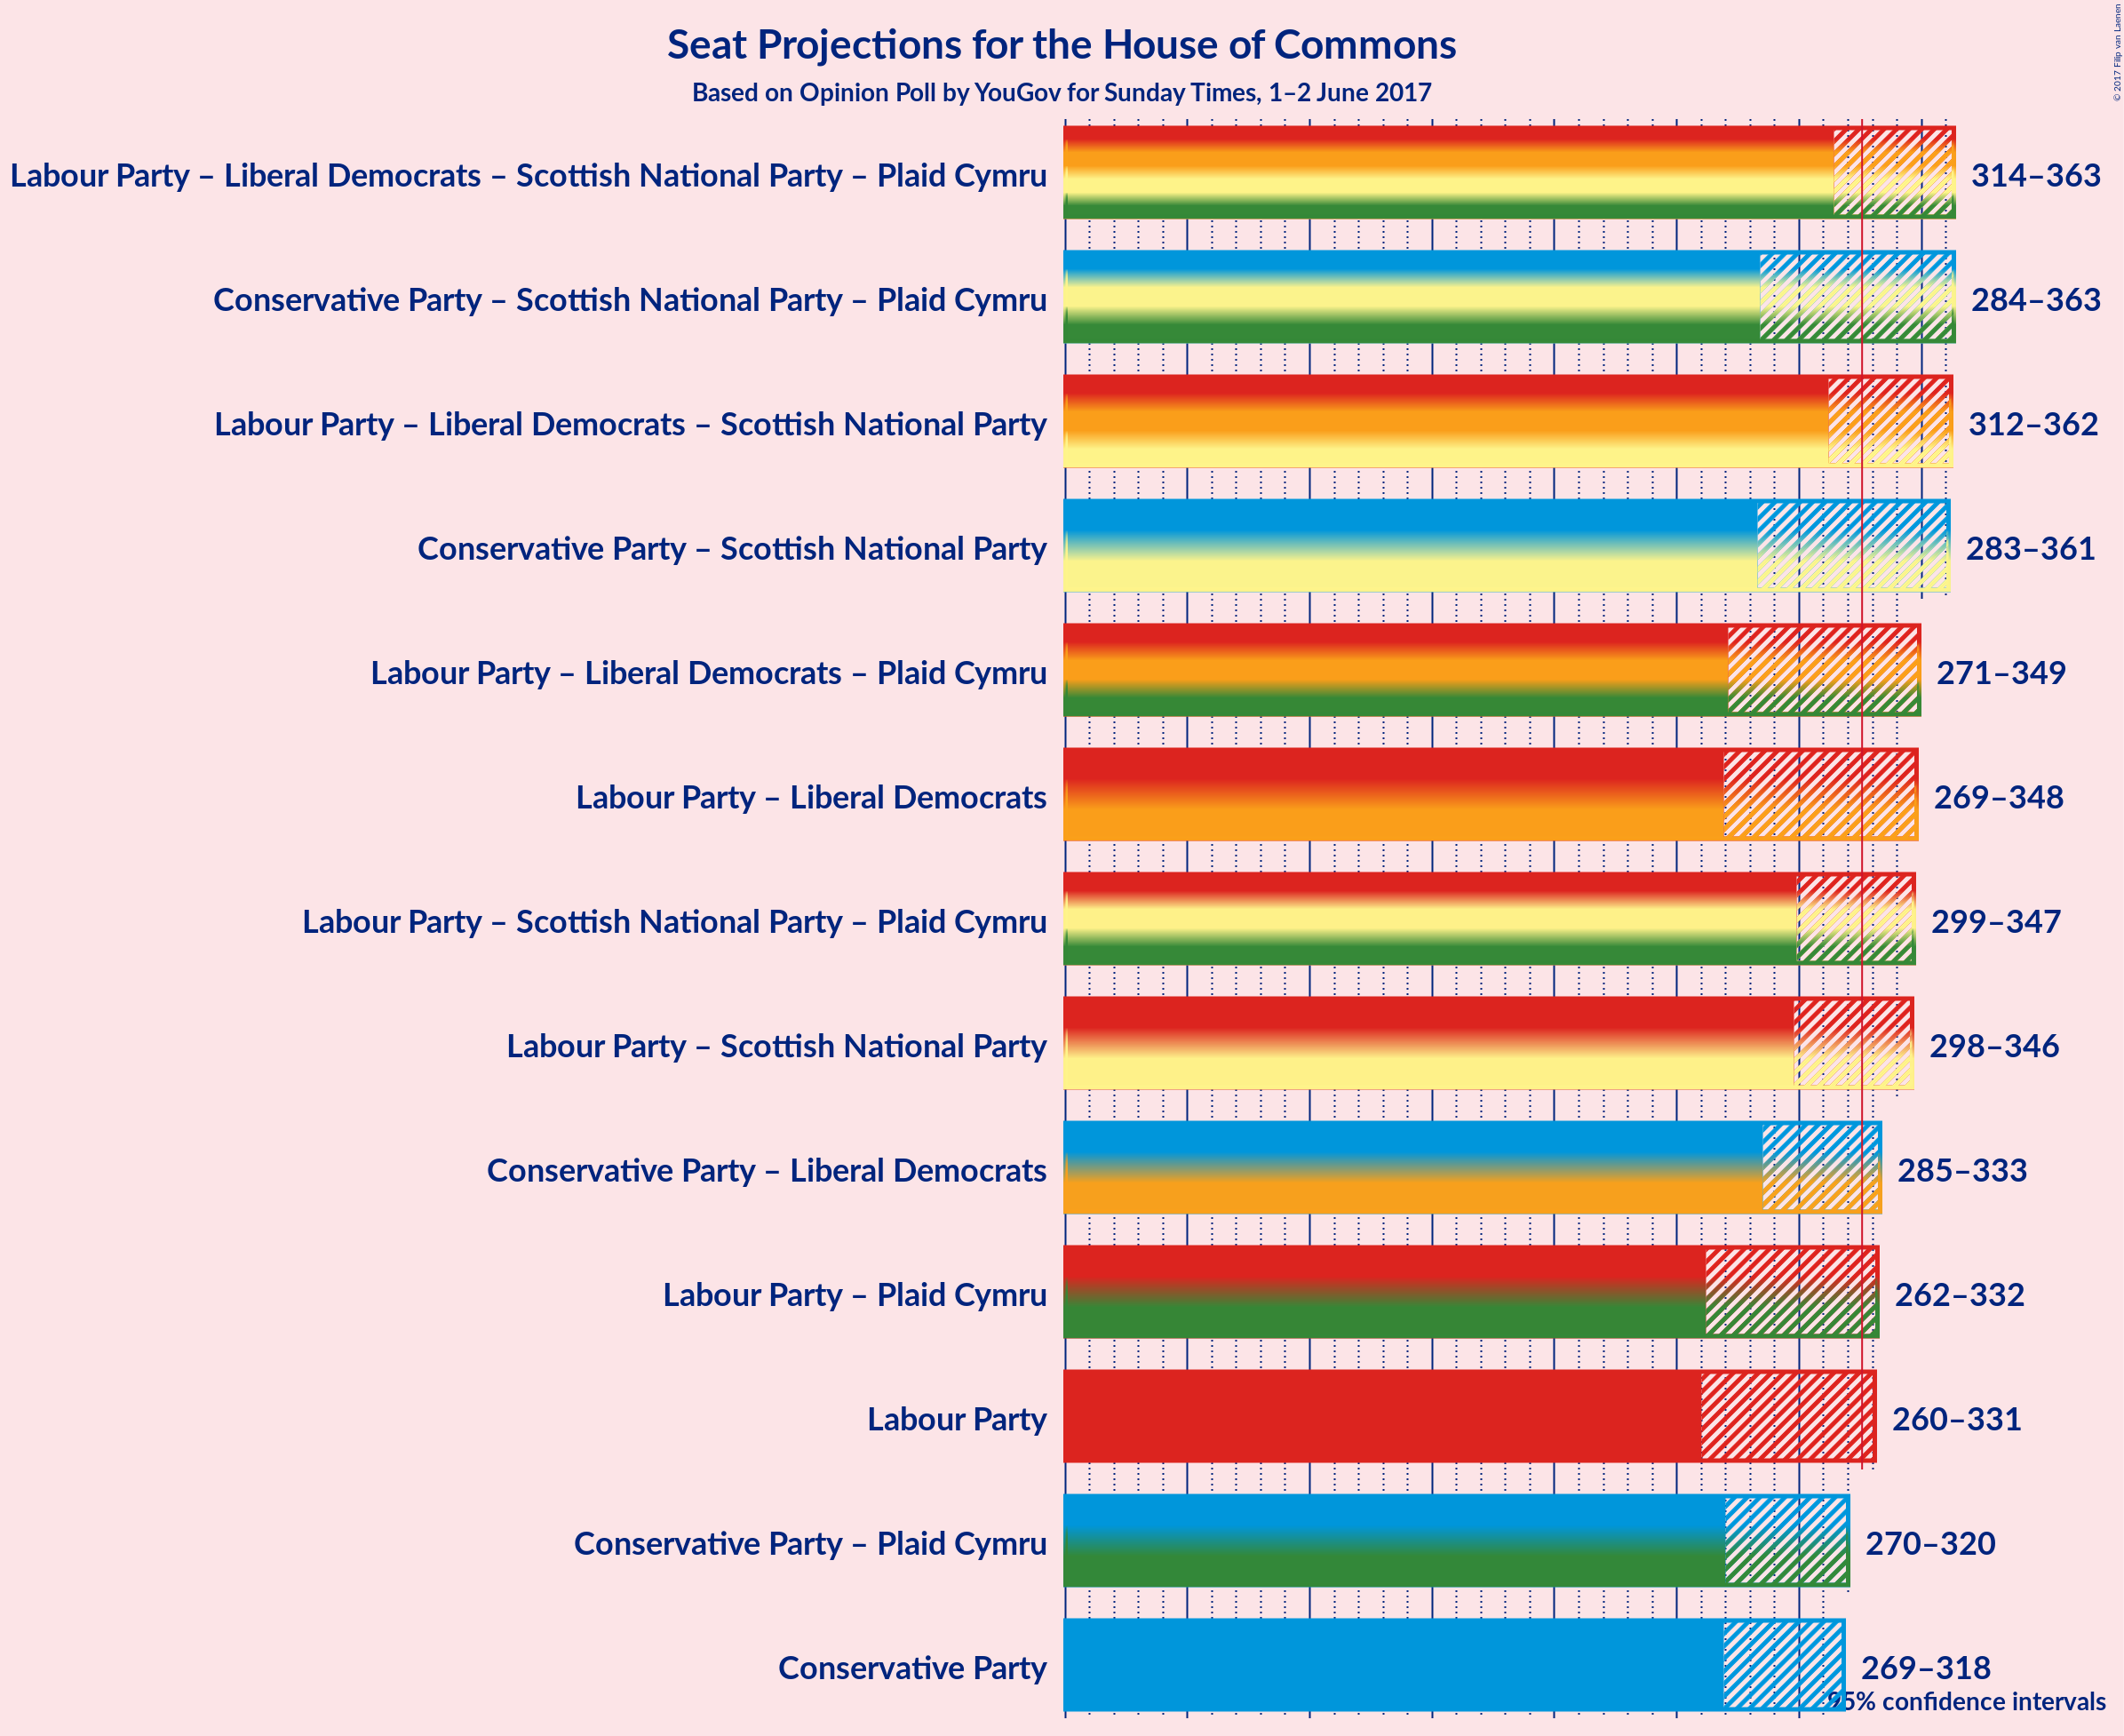 Seat Projections for the House of Commons
Based on Opinion Poll by YouGov for Sunday Times, 1–2 June 2017
© 2017 Filip van Laenen
Labour Party – Liberal Democrats – Scottish National Party – Plaid Cymru 314–363
Conservative Party – Scottish National Party – Plaid Cymru 284–363
Labour Party – Liberal Democrats – Scottish National Party 312–362
Conservative Party – Scottish National Party 283–361
Labour Party – Liberal Democrats – Plaid Cymru 271–349
Labour Party – Liberal Democrats 269–348
Labour Party – Scottish National Party – Plaid Cymru 299–347
Labour Party – Scottish National Party 298–346
Conservative Party – Liberal Democrats 285–333
Labour Party – Plaid Cymru 262–332
Labour Party 260–331
Conservative Party – Plaid Cymru 270–320
Conservative Party 269–318
95% confidence intervals